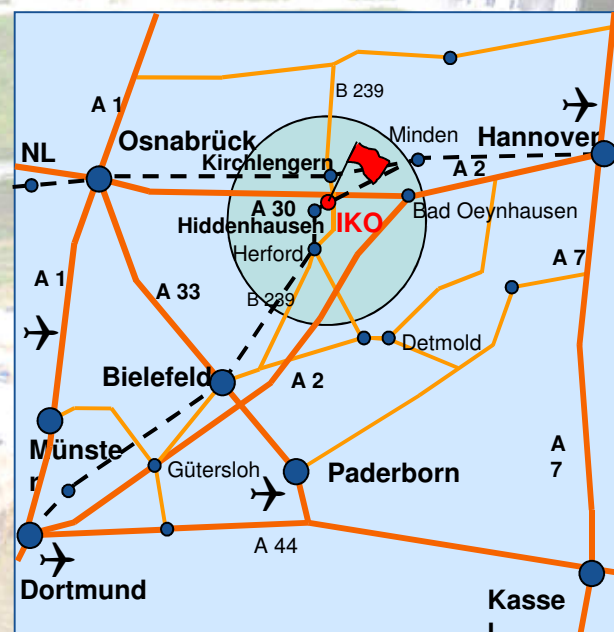 B 239
A 1
Osnabrück
Minden
Hannover
NL
Kirchlengern
A 2
A 30
Bad Oeynhausen
Hiddenhausen
IKO
Herford
A 7
A 1
A 33
B 239
Detmold
Bielefeld
A 2
Münste
r
Gütersloh
Paderborn
A
7
A 44
Dortmund
Kasse
l